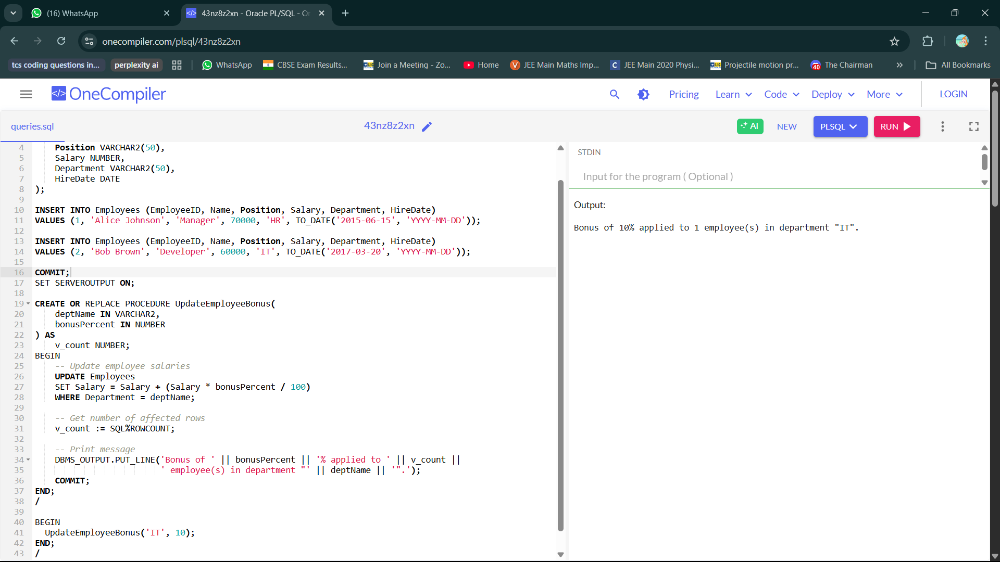 (16) WhatsApp
43nz8z2xn - Oracle PL/SQL - Or
onecompiler.com/plsql/43nz8z2xn
tcs coding questions in...
perplexity ai
WhatsApp
CBSE Exam Results...
Join a Meeting - Zo...
Home
JEE Main Maths Imp...
JEE Main 2020 Physi...
Projectile motion pr...
40
The Chairman
All Bookmarks
</> OneCompiler
Pricing
Learn
Code
Deploy
More
LOGIN
queries.sql
43nz8z2xn
AI
NEW
PLSQL
RUN
4 Position VARCHAR2(50),
5 Salary NUMBER,
6 Department VARCHAR2(50),
7 HireDate DATE
8 );
9
10 INSERT INTO Employees (EmployeeID, Name, Position, Salary, Department, HireDate)
11 VALUES (1, 'Alice Johnson', 'Manager', 70000, 'HR', TO_DATE('2015-06-15', 'YYYY-MM-DD'));
12
13 INSERT INTO Employees (EmployeeID, Name, Position, Salary, Department, HireDate)
14 VALUES (2, 'Bob Brown', 'Developer', 60000, 'IT', TO_DATE('2017-03-20', 'YYYY-MM-DD'));
15
16 COMMIT;
17 SET SERVEROUTPUT ON;
18
19 CREATE OR REPLACE PROCEDURE UpdateEmployeeBonus(
20 deptName IN VARCHAR2,
21 bonusPercent IN NUMBER
22 ) AS
23 v_count NUMBER;
24 BEGIN
25 -- Update employee salaries
26 UPDATE Employees
27 SET Salary = Salary + (Salary * bonusPercent / 100)
28 WHERE Department = deptName;
29
30 -- Get number of affected rows
31 v_count := SQL%ROWCOUNT;
32
33 -- Print message
34 DBMS_OUTPUT.PUT_LINE('Bonus of ' || bonusPercent || '% applied to ' || v_count ||
35 ' employee(s) in department "' || deptName || '".');
36 COMMIT;
37 END;
38 /
39
40 BEGIN
41 UpdateEmployeeBonus('IT', 10);
42 END;
43 /
STDIN
Input for the program ( Optional )
Output:
Bonus of 10% applied to 1 employee(s) in department "IT".